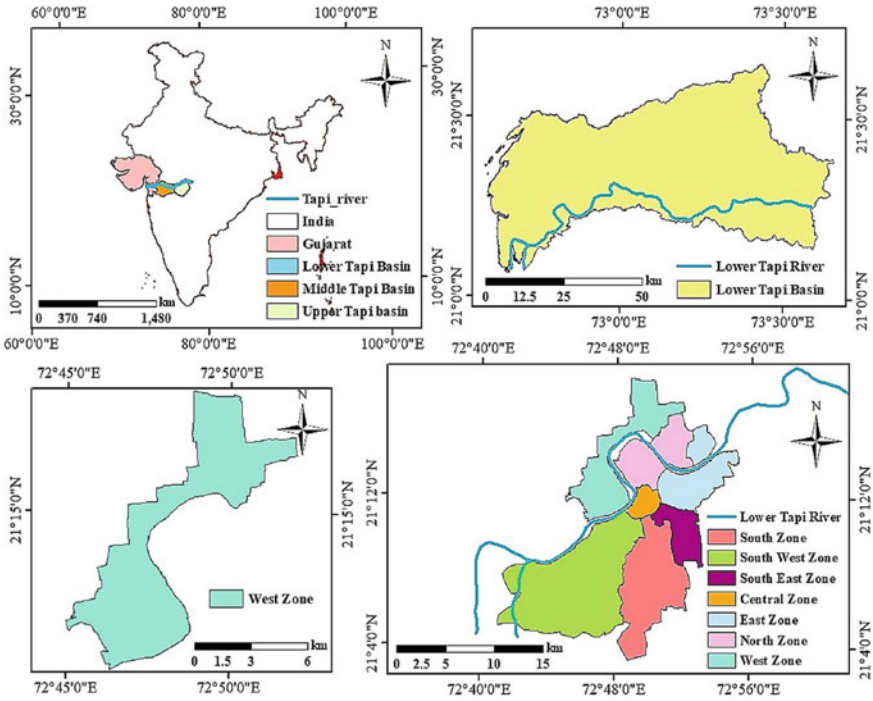 60°0'0"E 80°0'0"E 100°0'0"E
30°0'0"N
30°0'0"N
N
Tapi_river
India
Gujarat
Lower Tapi Basin
Middle Tapi Basin
Upper Tapi basin
10°0'0"N
10°0'0"N
km
0 370 740 1,480
60°0'0"E 80°0'0"E 100°0'0"E
73°0'0"E 73°30'0"E
N
21°30'0"N
21°30'0"N
Lower Tapi River
Lower Tapi Basin
km
0 12.5 25 50
21°0'0"N
21°0'0"N
73°0'0"E 73°30'0"E
72°45'0"E 72°50'0"E
N
21°15'0"N
21°15'0"N
West Zone
km
0 1.5 3 6
72°45'0"E 72°50'0"E
72°40'0"E 72°48'0"E 72°56'0"E
N
21°12'0"N
21°12'0"N
Lower Tapi River
South Zone
South West Zone
South East Zone
Central Zone
East Zone
North Zone
West Zone
21°4'0"N
21°4'0"N
km
0 2.5 5 10 15
72°40'0"E 72°48'0"E 72°56'0"E